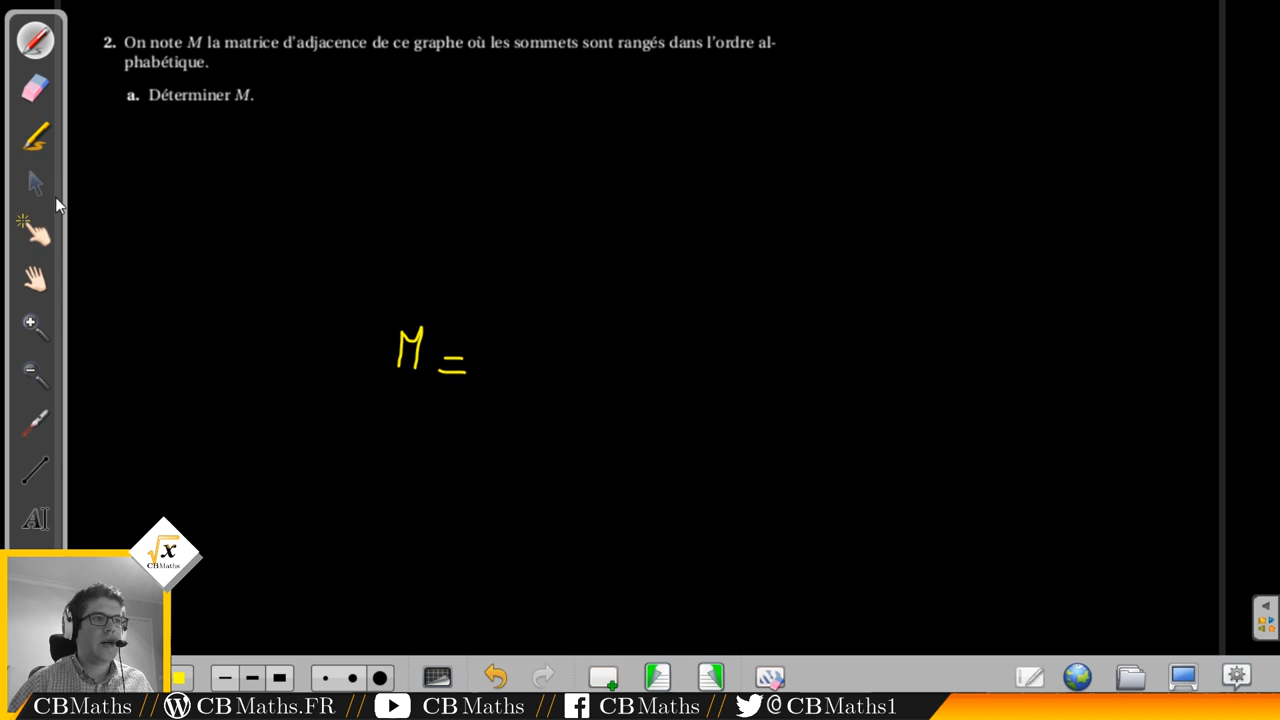 2. On note M la matrice d'adjacence de ce graphe où les sommets sont rangés dans l'ordre al-
phabétique.
a. Déterminer M.
M =
AI
√x
CBMaths
CBMaths // CBMaths.FR // CBMaths // CBMaths // @CBMaths1